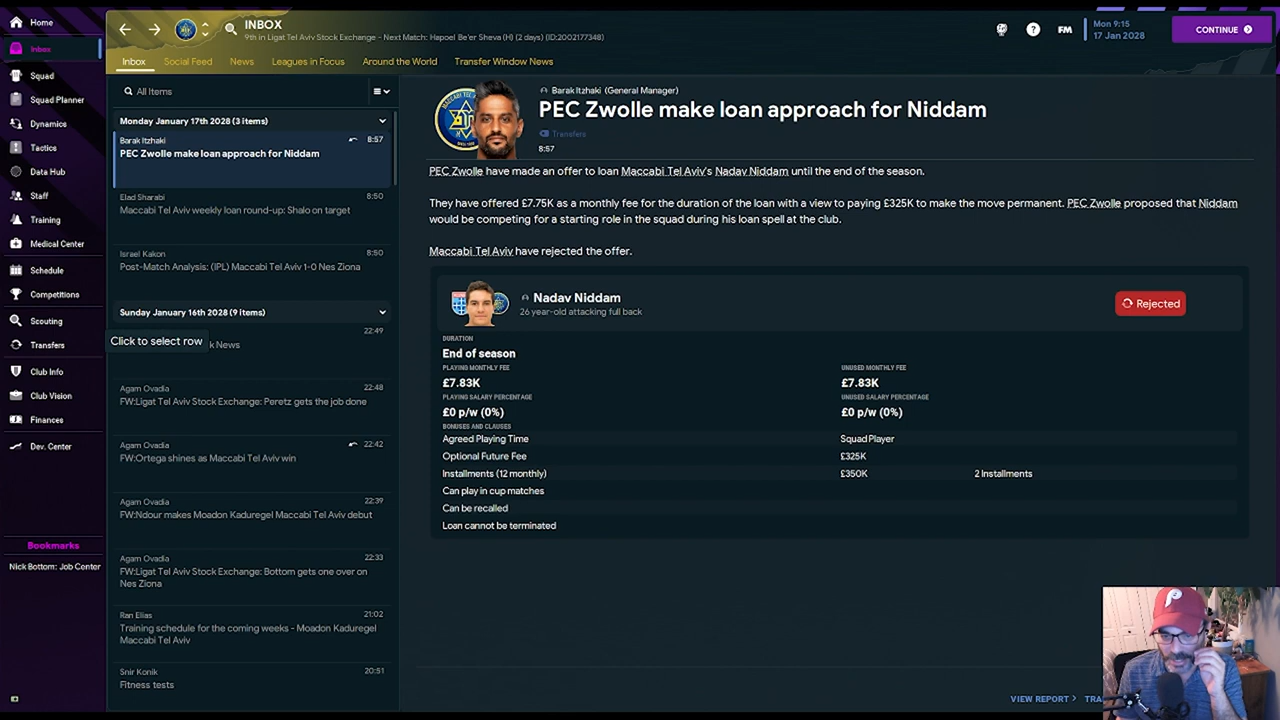 Home
Inbox
Squad
Squad Planner
Dynamics
Tactics
Data Hub
Staff
Training
Medical Center
Schedule
Competitions
Scouting
Transfers
Club Info
Club Vision
Finances
Dev. Center
Bookmarks
Nick Bottom: Job Center
INBOX
9th in Ligat Tel Aviv Stock Exchange - Next Match: Hapoel Be'er Sheva (H) (2 days) (ID:2002177348)
FM
Mon 9:15
17 Jan 2028
CONTINUE
Inbox
Social Feed
News
Leagues in Focus
Around the World
Transfer Window News
All Items
Monday January 17th 2028 (3 items)
Barak Itzhaki 8:57
PEC Zwolle make loan approach for Niddam
Elad Sharabi 8:50
Maccabi Tel Aviv weekly loan round-up: Shalo on target
Israel Kakon 8:50
Post-Match Analysis: (IPL) Maccabi Tel Aviv 1-0 Nes Ziona
Sunday January 16th 2028 (9 items)
22:49
Click to select row
k News
Agam Ovadia 22:48
FW:Ligat Tel Aviv Stock Exchange: Peretz gets the job done
Agam Ovadia 22:42
FW:Ortega shines as Maccabi Tel Aviv win
Agam Ovadia 22:39
FW:Ndour makes Moadon Kaduregel Maccabi Tel Aviv debut
Agam Ovadia 22:33
FW:Ligat Tel Aviv Stock Exchange: Bottom gets one over on
Nes Ziona
Ran Elias 21:02
Training schedule for the coming weeks - Moadon Kaduregel
Maccabi Tel Aviv
Snir Konik 20:51
Fitness tests
Barak Itzhaki (General Manager)
PEC Zwolle make loan approach for Niddam
Transfers
8:57
PEC Zwolle have made an offer to loan Maccabi Tel Aviv's Nadav Niddam until the end of the season.
They have offered £7.75K as a monthly fee for the duration of the loan with a view to paying £325K to make the move permanent. PEC Zwolle proposed that Niddam
would be competing for a starting role in the squad during his loan spell at the club.
Maccabi Tel Aviv have rejected the offer.
Nadav Niddam
26 year-old attacking full back
Rejected
DURATION
End of season
PLAYING MONTHLY FEE UNUSED MONTHLY FEE
£7.83K £7.83K
PLAYING SALARY PERCENTAGE UNUSED SALARY PERCENTAGE
£0 p/w (0%) £0 p/w (0%)
BONUSES AND CLAUSES
Agreed Playing Time Squad Player
Optional Future Fee £325K
Installments (12 monthly) £350K 2 Installments
Can play in cup matches
Can be recalled
Loan cannot be terminated
VIEW REPORT > TRA